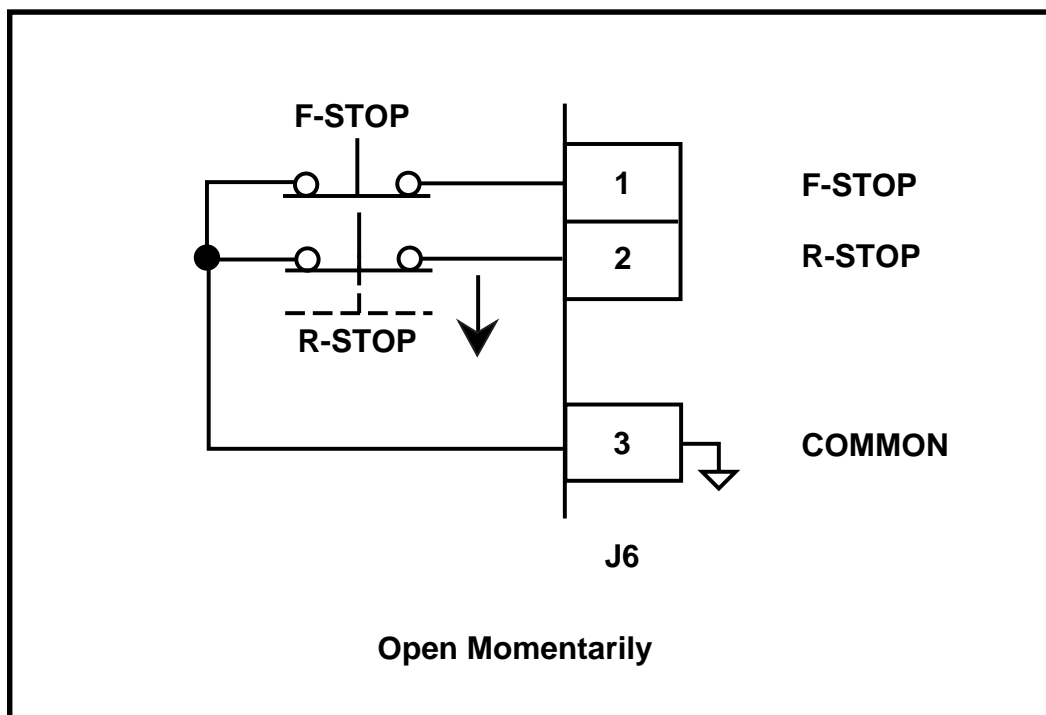 F-STOP
1 F-STOP
2 R-STOP
R-STOP
3 COMMON
J6
Open Momentarily